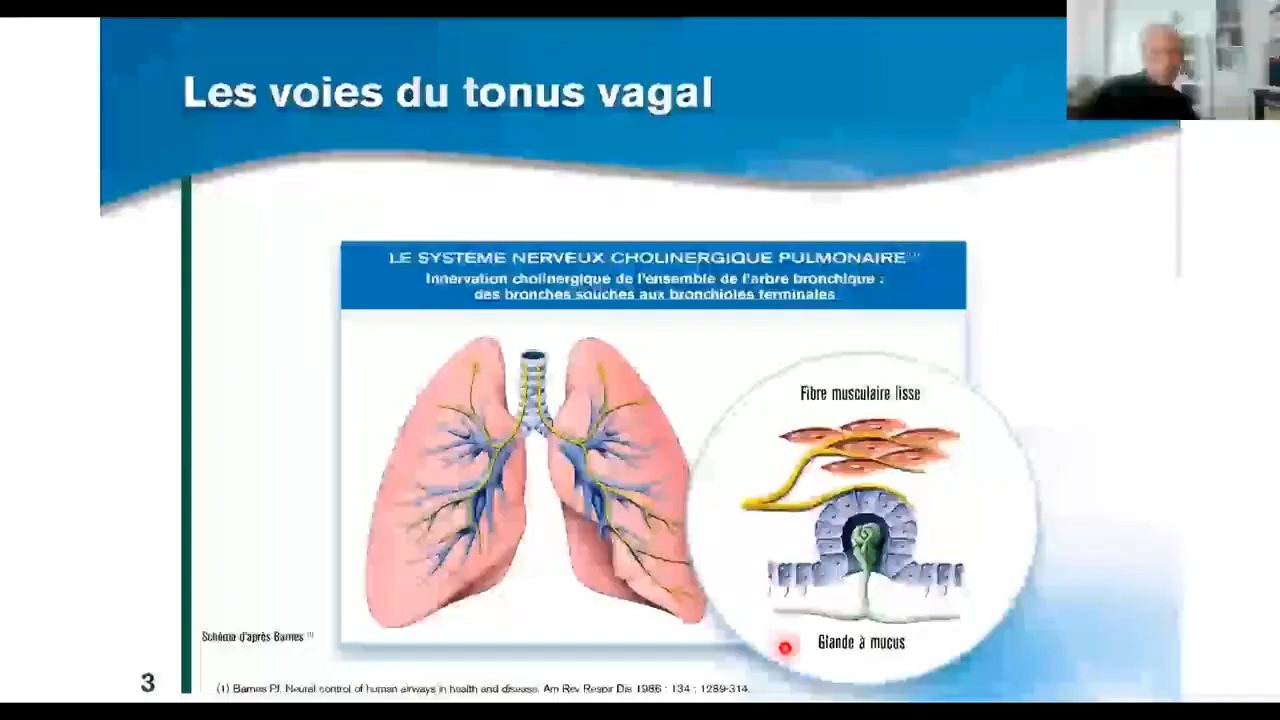 Les voies du tonus vagal
LE SYSTEME NERVEUX CHOLINERGIQUE PULMONAIRE (1)
Innervation cholinergique de l'ensemble de l'arbre bronchique :
des bronches souches aux bronchioles terminales
Fibre musculaire lisse
Glande à mucus
Schéma d'après Barnes (1)
3
(1) Barnes PJ. Neural control of human airways in health and disease. Am Rev Respir Dis 1986 ; 134 : 1289-314.